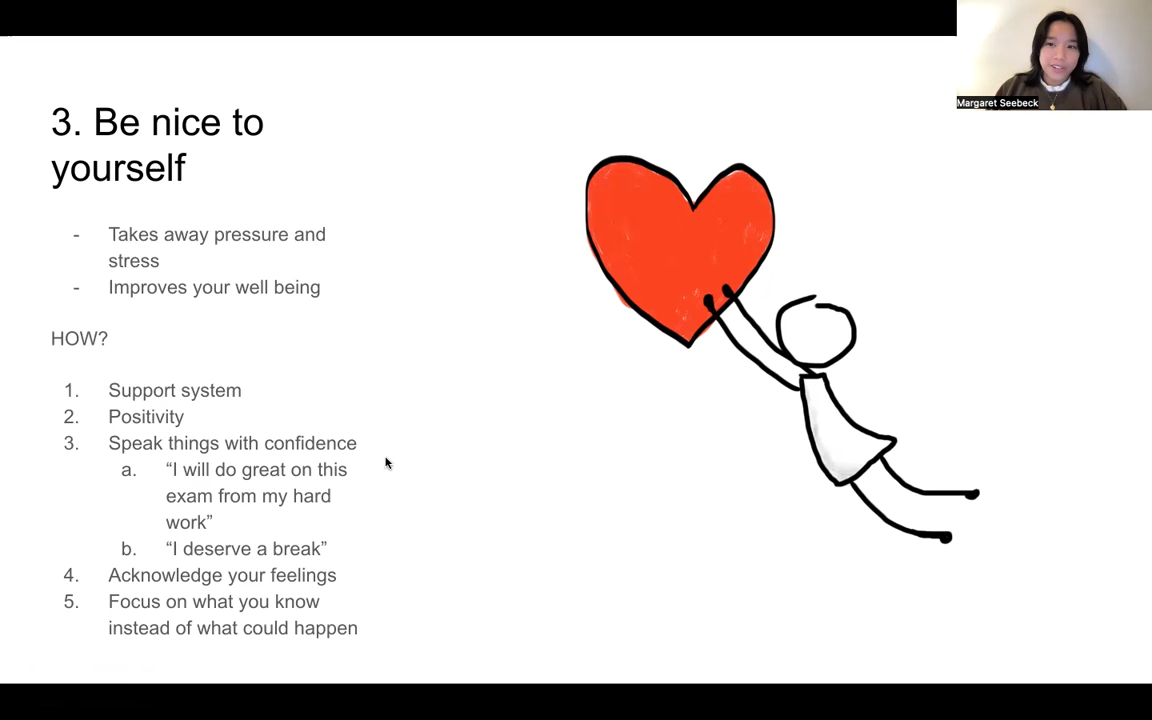 Margaret Seebeck
3. Be nice to
yourself
- Takes away pressure and
stress
- Improves your well being
HOW?
1. Support system
2. Positivity
3. Speak things with confidence
a. “I will do great on this
exam from my hard
work”
b. “I deserve a break”
4. Acknowledge your feelings
5. Focus on what you know
instead of what could happen